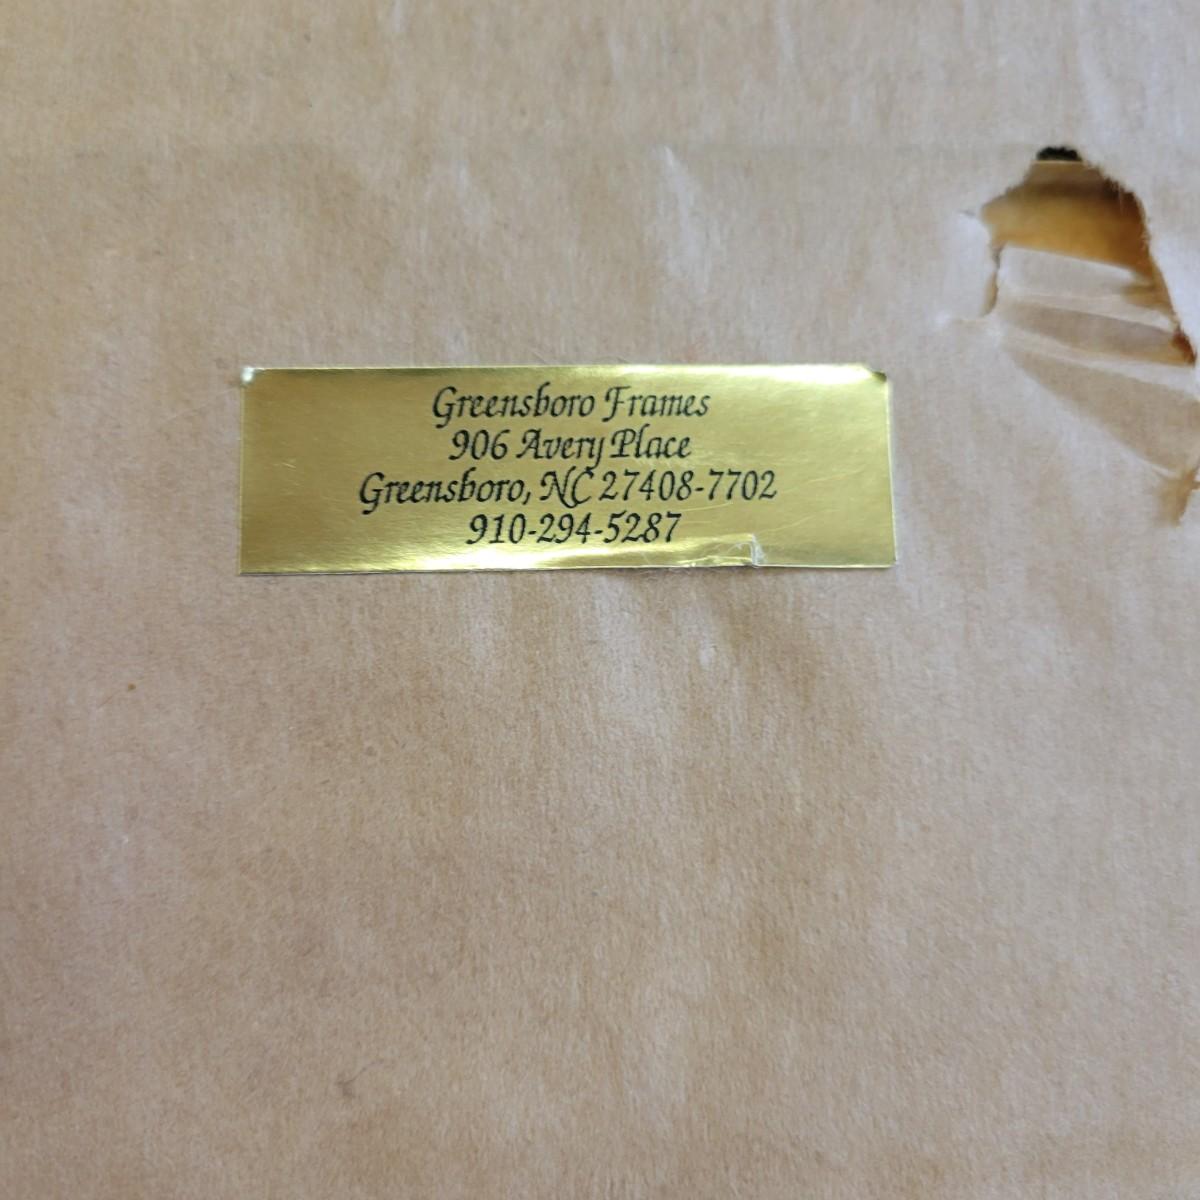 Greensboro Frames
906 Avery Place
Greensboro, NC 27408-7702
910-294-5287